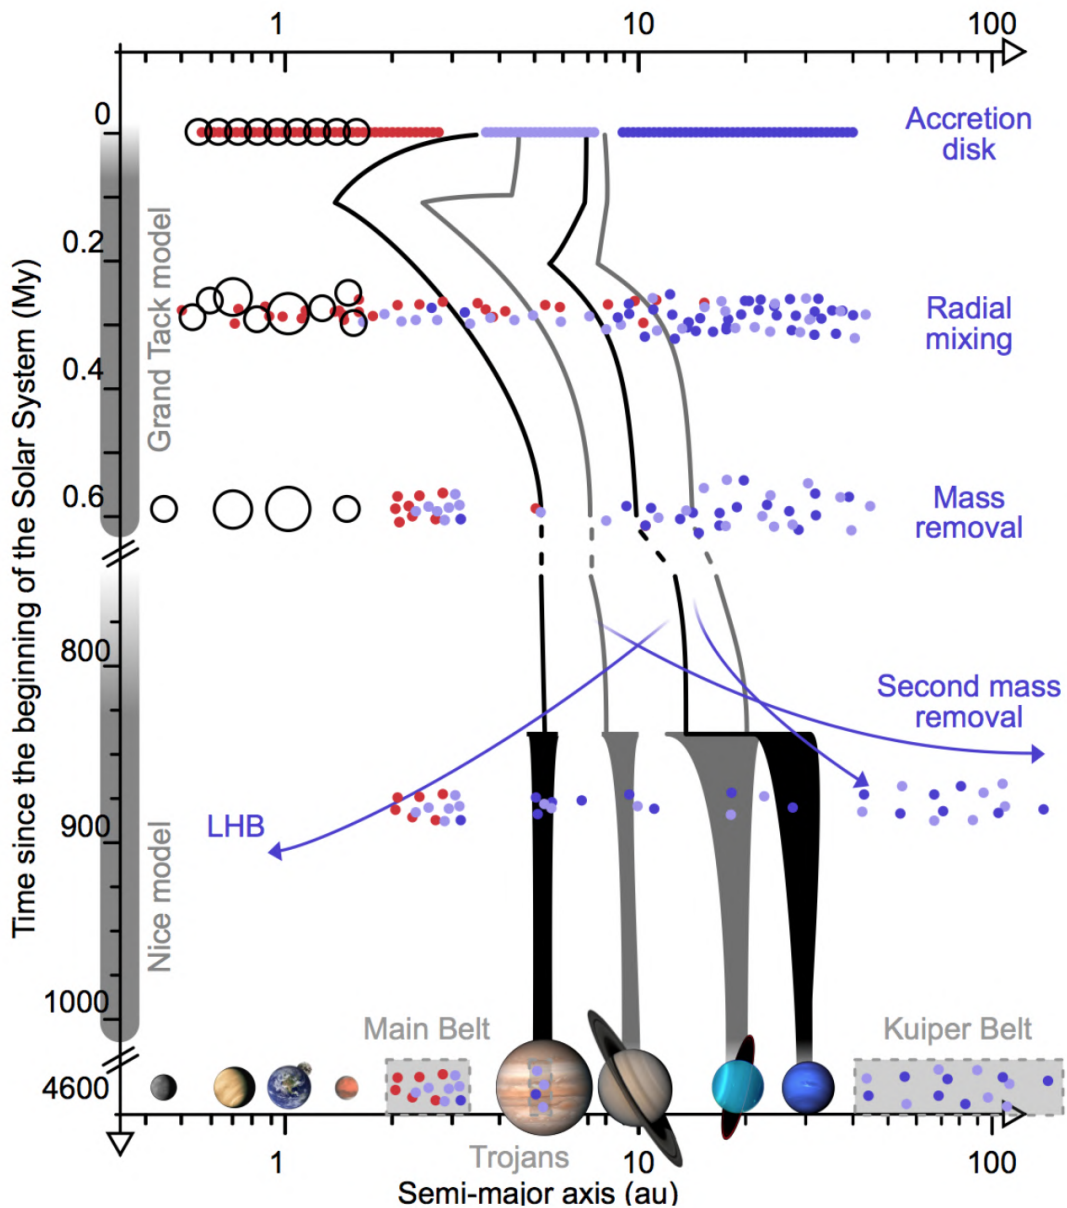 1 10 100
0
Accretion
disk
0.2
Grand Tack model
Radial
mixing
0.4
0.6
Mass
removal
Time since the beginning of the Solar System (My)
800
Second mass
removal
LHB
900
Nice model
1000
Main Belt
Kuiper Belt
4600
Trojans
1 10 100
Semi-major axis (au)